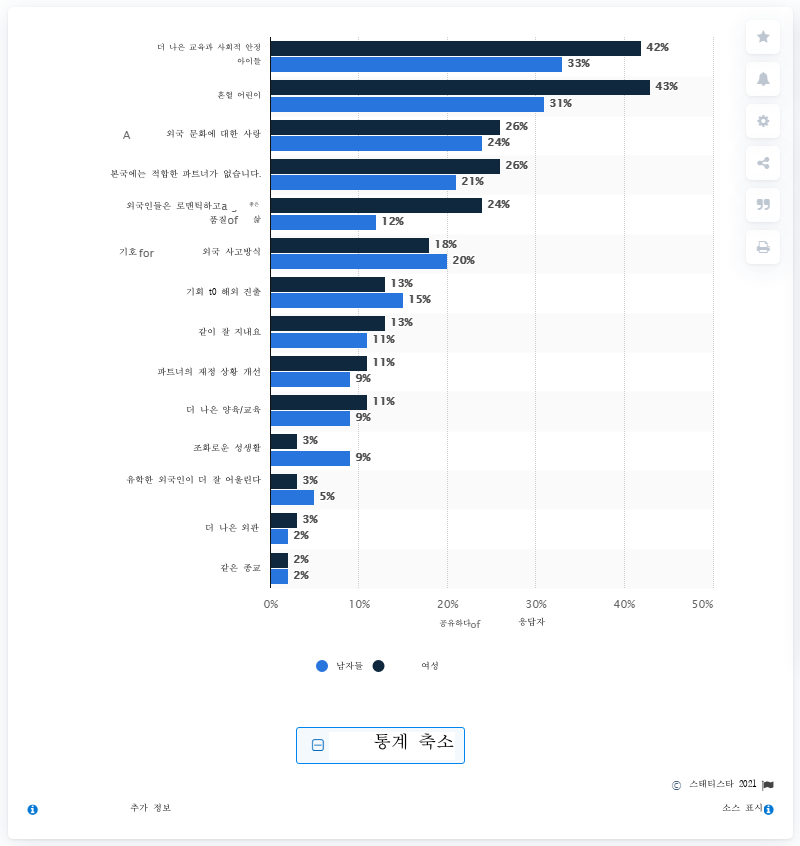 더 나은 교육과 사회적 안정
아이들
42%
33%
혼혈 어린이
43%
31%
A 외국 문화에 대한 사랑
26%
24%
본국에는 적합한 파트너가 없습니다.
26%
21%
외국인들은 로맨틱하고a 좋은
품질of 삶
24%
12%
기호for 외국 사고방식
18%
20%
기회 t0 해외 진출
13%
15%
같이 잘 지내요
13%
11%
파트너의 재정 상황 개선
11%
9%
더 나은 양육/교육
11%
9%
조화로운 성생활
3%
9%
유학한 외국인이 더 잘 어울린다
3%
5%
더 나은 외관
3%
2%
같은 종교
2%
2%
0% 10% 20% 30% 40% 50%
공유하다of 응답자
남자들 여성
통계 축소
© 스태티스타 2021
추가 정보 소스 표시